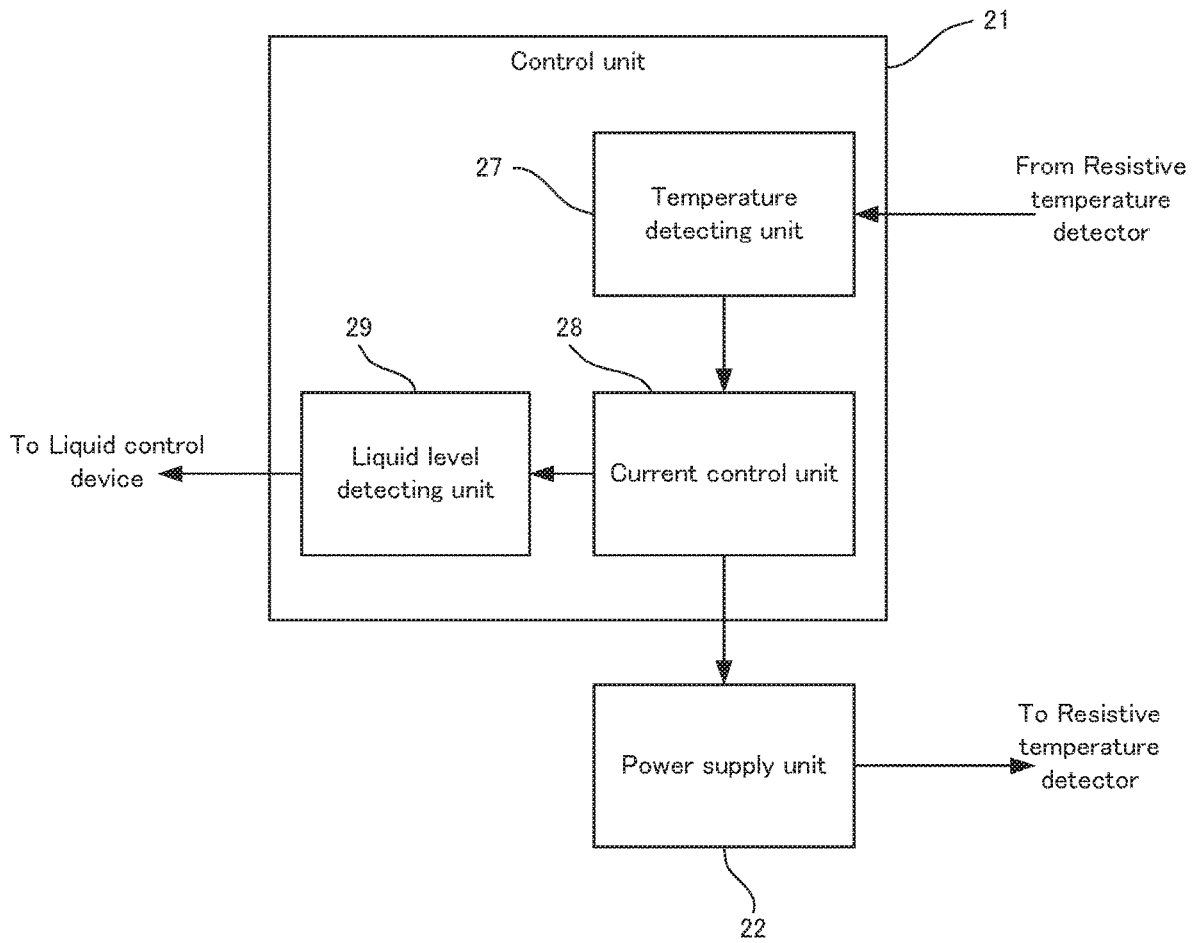 21
Control unit
27
Temperature
detecting unit
From Resistive
temperature
detector
29
28
To Liquid control
device
Liquid level
detecting unit
Current control unit
Power supply unit
To Resistive
temperature
detector
22